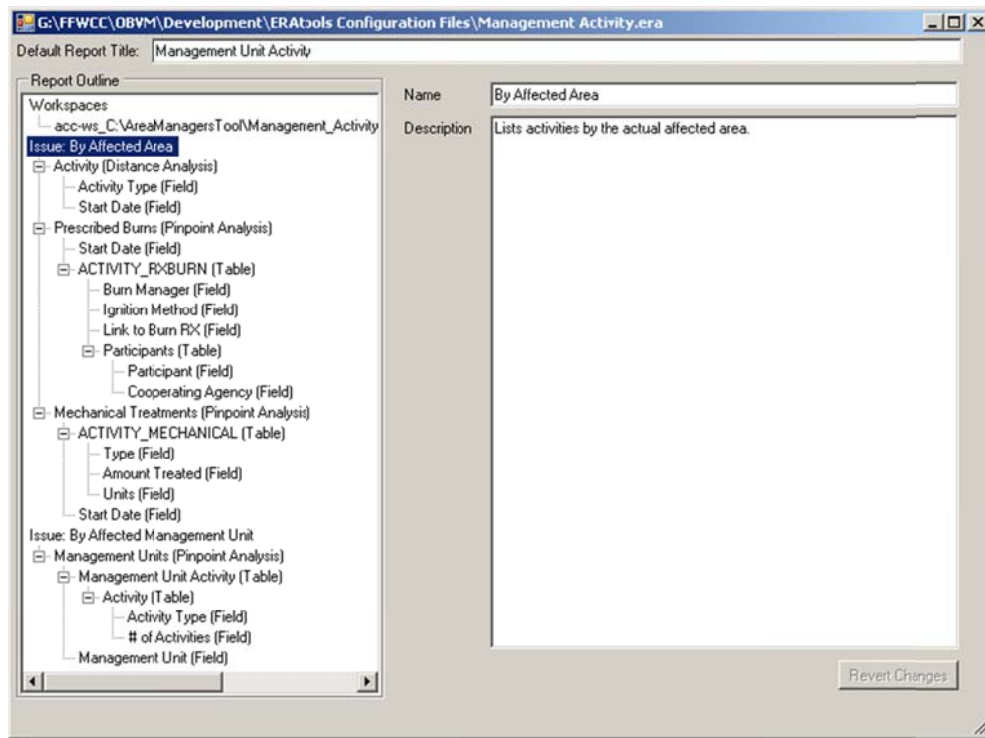 G:\FFWCC\OBVM\Development\ERAtools Configuration Files\Management Activity.era
Default Report Title: Management Unit Activity
Report Outline
Workspaces
acc-ws_C:\AreaManagersTool\Management_Activity
Issue: By Affected Area
Activity (Distance Analysis)
Activity Type (Field)
Start Date (Field)
Prescribed Burns (Pinpoint Analysis)
Start Date (Field)
ACTIVITY_RXBURN (Table)
Burn Manager (Field)
Ignition Method (Field)
Link to Burn RX (Field)
Participants (Table)
Participant (Field)
Cooperating Agency (Field)
Mechanical Treatments (Pinpoint Analysis)
ACTIVITY_MECHANICAL (Table)
Type (Field)
Amount Treated (Field)
Units (Field)
Start Date (Field)
Issue: By Affected Management Unit
Management Units (Pinpoint Analysis)
Management Unit Activity (Table)
Activity (Table)
Activity Type (Field)
# of Activities (Field)
Management Unit (Field)
Name By Affected Area
Description Lists activities by the actual affected area.
Revert Changes